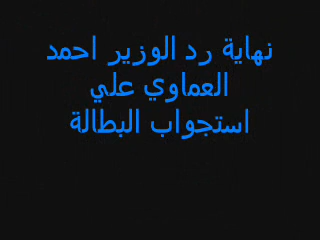 نهاية رد الوزير احمد
العماوي علي
استجواب البطالة